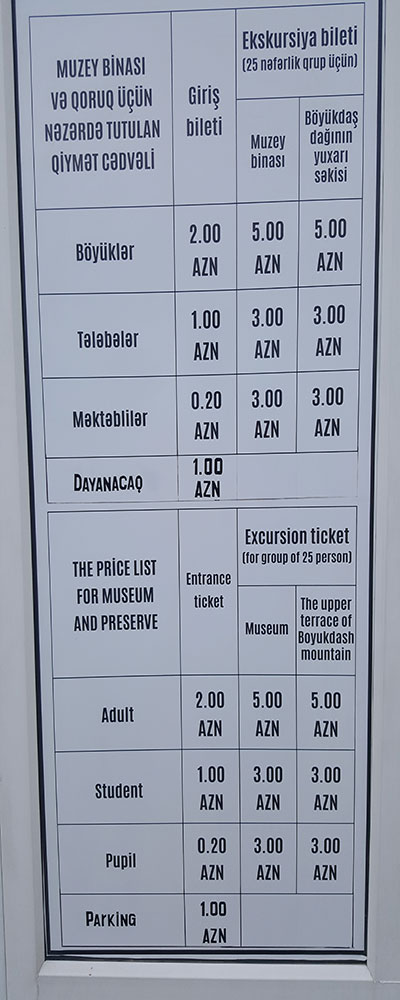 MUZEY BİNASI
VƏ QORUQ ÜÇÜN
NƏZƏRDƏ TUTULAN
QİYMƏT CƏDVƏLİ
Giriş
bileti
Ekskursiya bileti
(25 nəfərlik qrup üçün)
Muzey
binası
Böyükdaş
dağının
yuxarı
səkisi
Böyüklər
2.00
AZN
5.00
AZN
5.00
AZN
Tələbələr
1.00
AZN
3.00
AZN
3.00
AZN
Məktəblilər
0.20
AZN
3.00
AZN
3.00
AZN
DAYANACAQ
1.00
AZN
THE PRICE LIST
FOR MUSEUM
AND PRESERVE
Entrance
ticket
Excursion ticket
(for group of 25 person)
Museum
The upper
terrace of
Boyukdash
mountain
Adult
2.00
AZN
5.00
AZN
5.00
AZN
Student
1.00
AZN
3.00
AZN
3.00
AZN
Pupil
0.20
AZN
3.00
AZN
3.00
AZN
PARKING
1.00
AZN